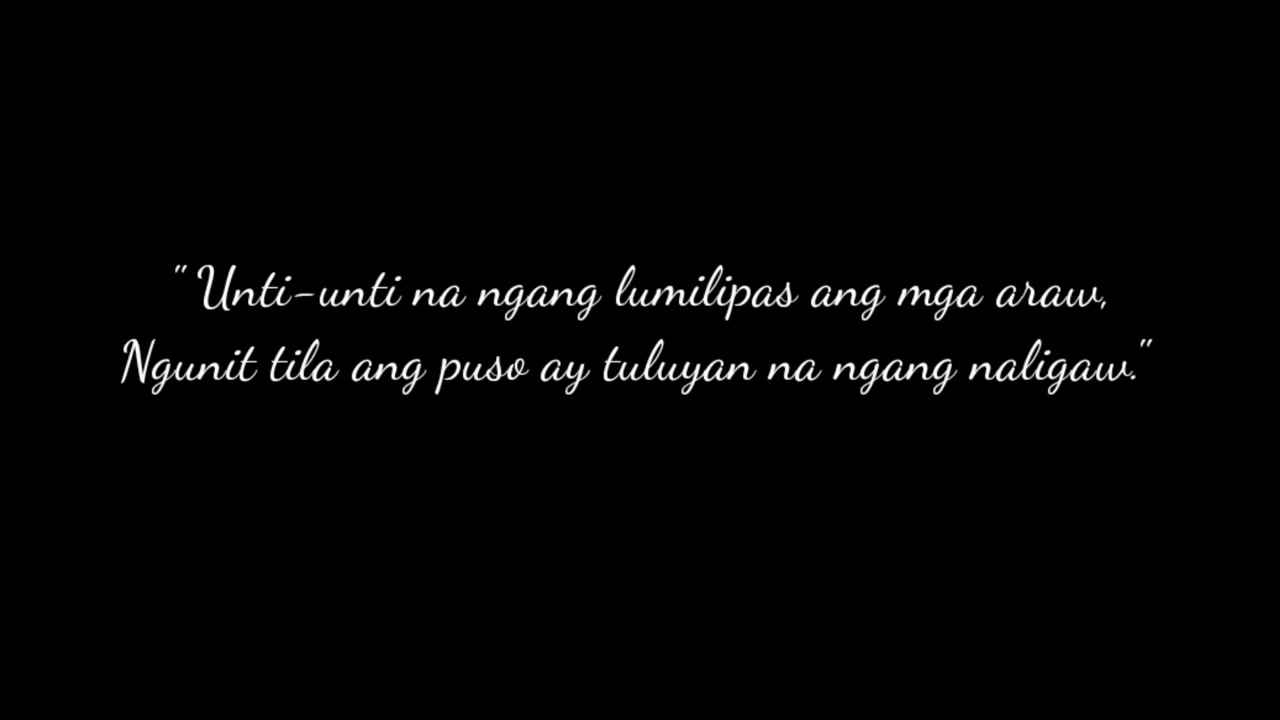 " Unti-unti na ngang lumilipas ang mga araw,
Ngunit tila ang puso ay tuluyan na ngang naligaw."